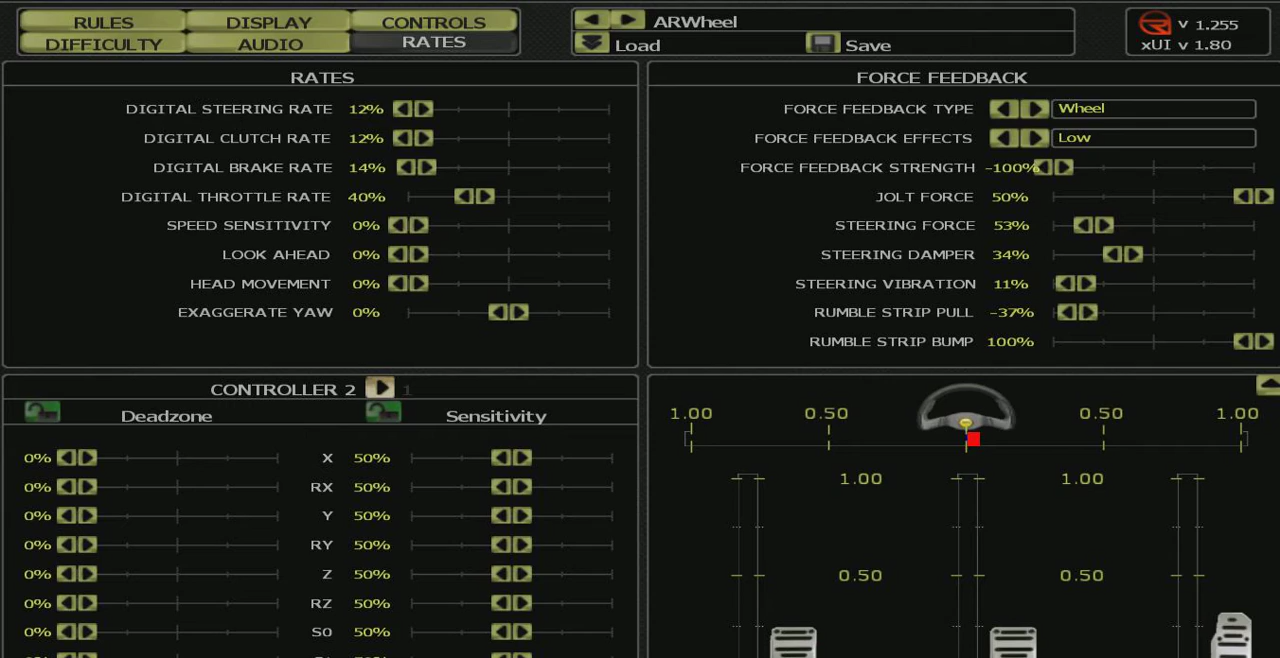 RULES DISPLAY CONTROLS
DIFFICULTY AUDIO RATES
ARWheel
Load Save
v 1.255
xUI v 1.80
RATES
DIGITAL STEERING RATE 12%
DIGITAL CLUTCH RATE 12%
DIGITAL BRAKE RATE 14%
DIGITAL THROTTLE RATE 40%
SPEED SENSITIVITY 0%
LOOK AHEAD 0%
HEAD MOVEMENT 0%
EXAGGERATE YAW 0%
FORCE FEEDBACK
FORCE FEEDBACK TYPE Wheel
FORCE FEEDBACK EFFECTS Low
FORCE FEEDBACK STRENGTH -100%
JOLT FORCE 50%
STEERING FORCE 53%
STEERING DAMPER 34%
STEERING VIBRATION 11%
RUMBLE STRIP PULL -37%
RUMBLE STRIP BUMP 100%
CONTROLLER 2 1
Deadzone Sensitivity
0% X 50%
0% RX 50%
0% Y 50%
0% RY 50%
0% Z 50%
0% RZ 50%
0% S0 50%
1.00 0.50 0.50 1.00
1.00 1.00
0.50 0.50